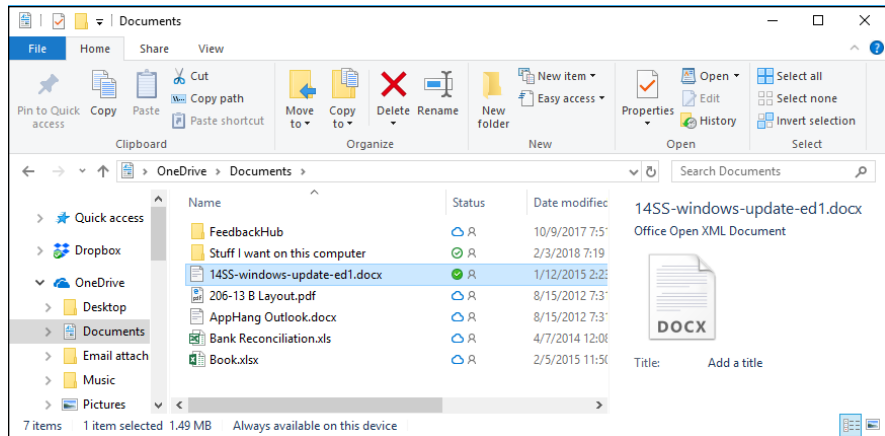 Documents
File Home Share View
Pin to Quick access
Copy
Paste
Cut
Copy path
Paste shortcut
Clipboard
Move to
Copy to
Delete
Rename
Organize
New folder
New item
Easy access
New
Properties
Open
Edit
History
Open
Select all
Select none
Invert selection
Select
OneDrive > Documents >
Search Documents
Quick access
Dropbox
OneDrive
Desktop
Documents
Email attach
Music
Pictures
Name Status Date modified
FeedbackHub 10/9/2017 7:5
Stuff I want on this computer 2/3/2018 7:19
14SS-windows-update-ed1.docx 1/12/2015 2:2
206-13 B Layout.pdf 8/15/2012 7:3
AppHang Outlook.docx 8/15/2012 7:3
Bank Reconciliation.xls 4/7/2014 12:0
Book.xlsx 2/5/2015 11:5
14SS-windows-update-ed1.docx
Office Open XML Document
DOCX
Title: Add a title
7 items 1 item selected 1.49 MB Always available on this device